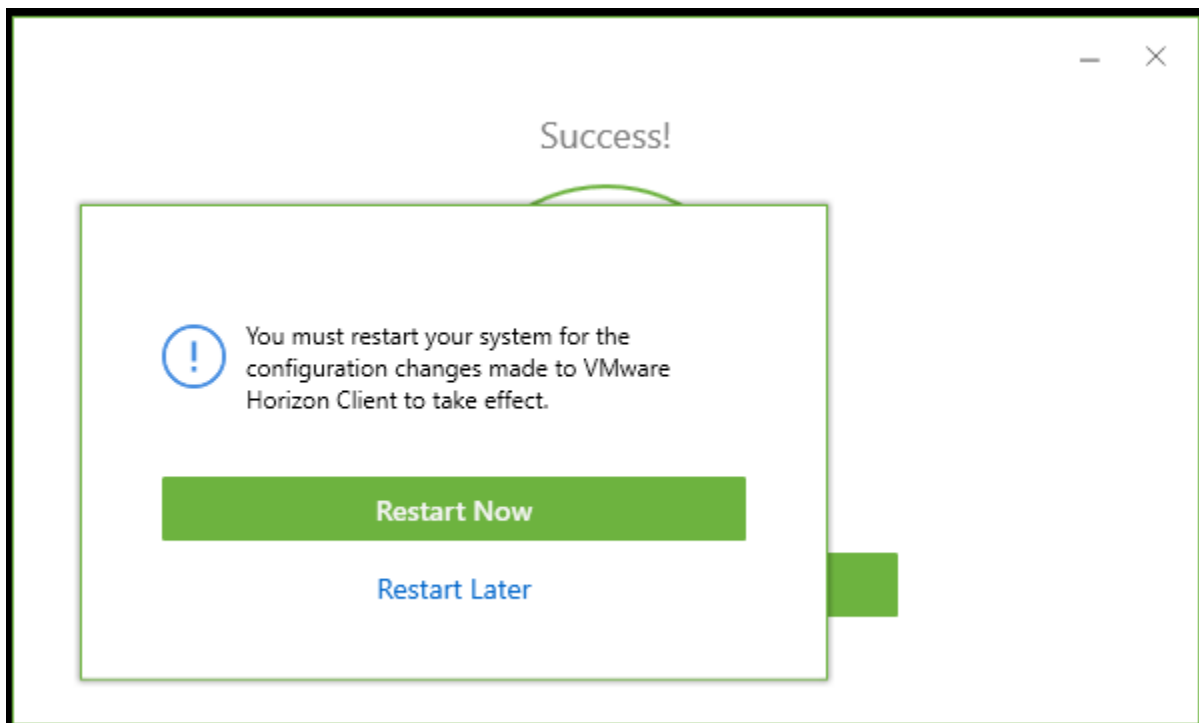 Success!
You must restart your system for the
configuration changes made to VMware
Horizon Client to take effect.
Restart Now
Restart Later